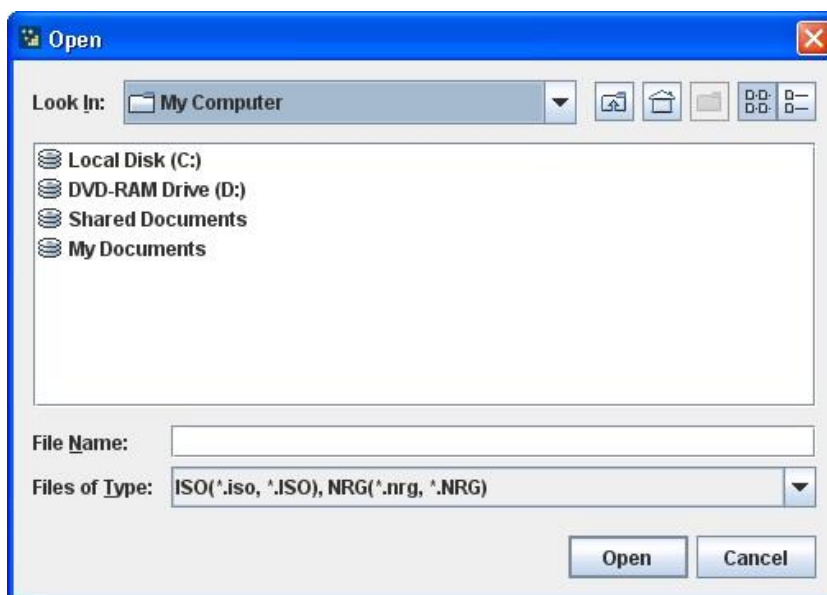 Open
Look In: My Computer
Local Disk (C:)
DVD-RAM Drive (D:)
Shared Documents
My Documents
File Name:
Files of Type: ISO(*.iso, *.ISO), NRG(*.nrg, *.NRG)
Open Cancel